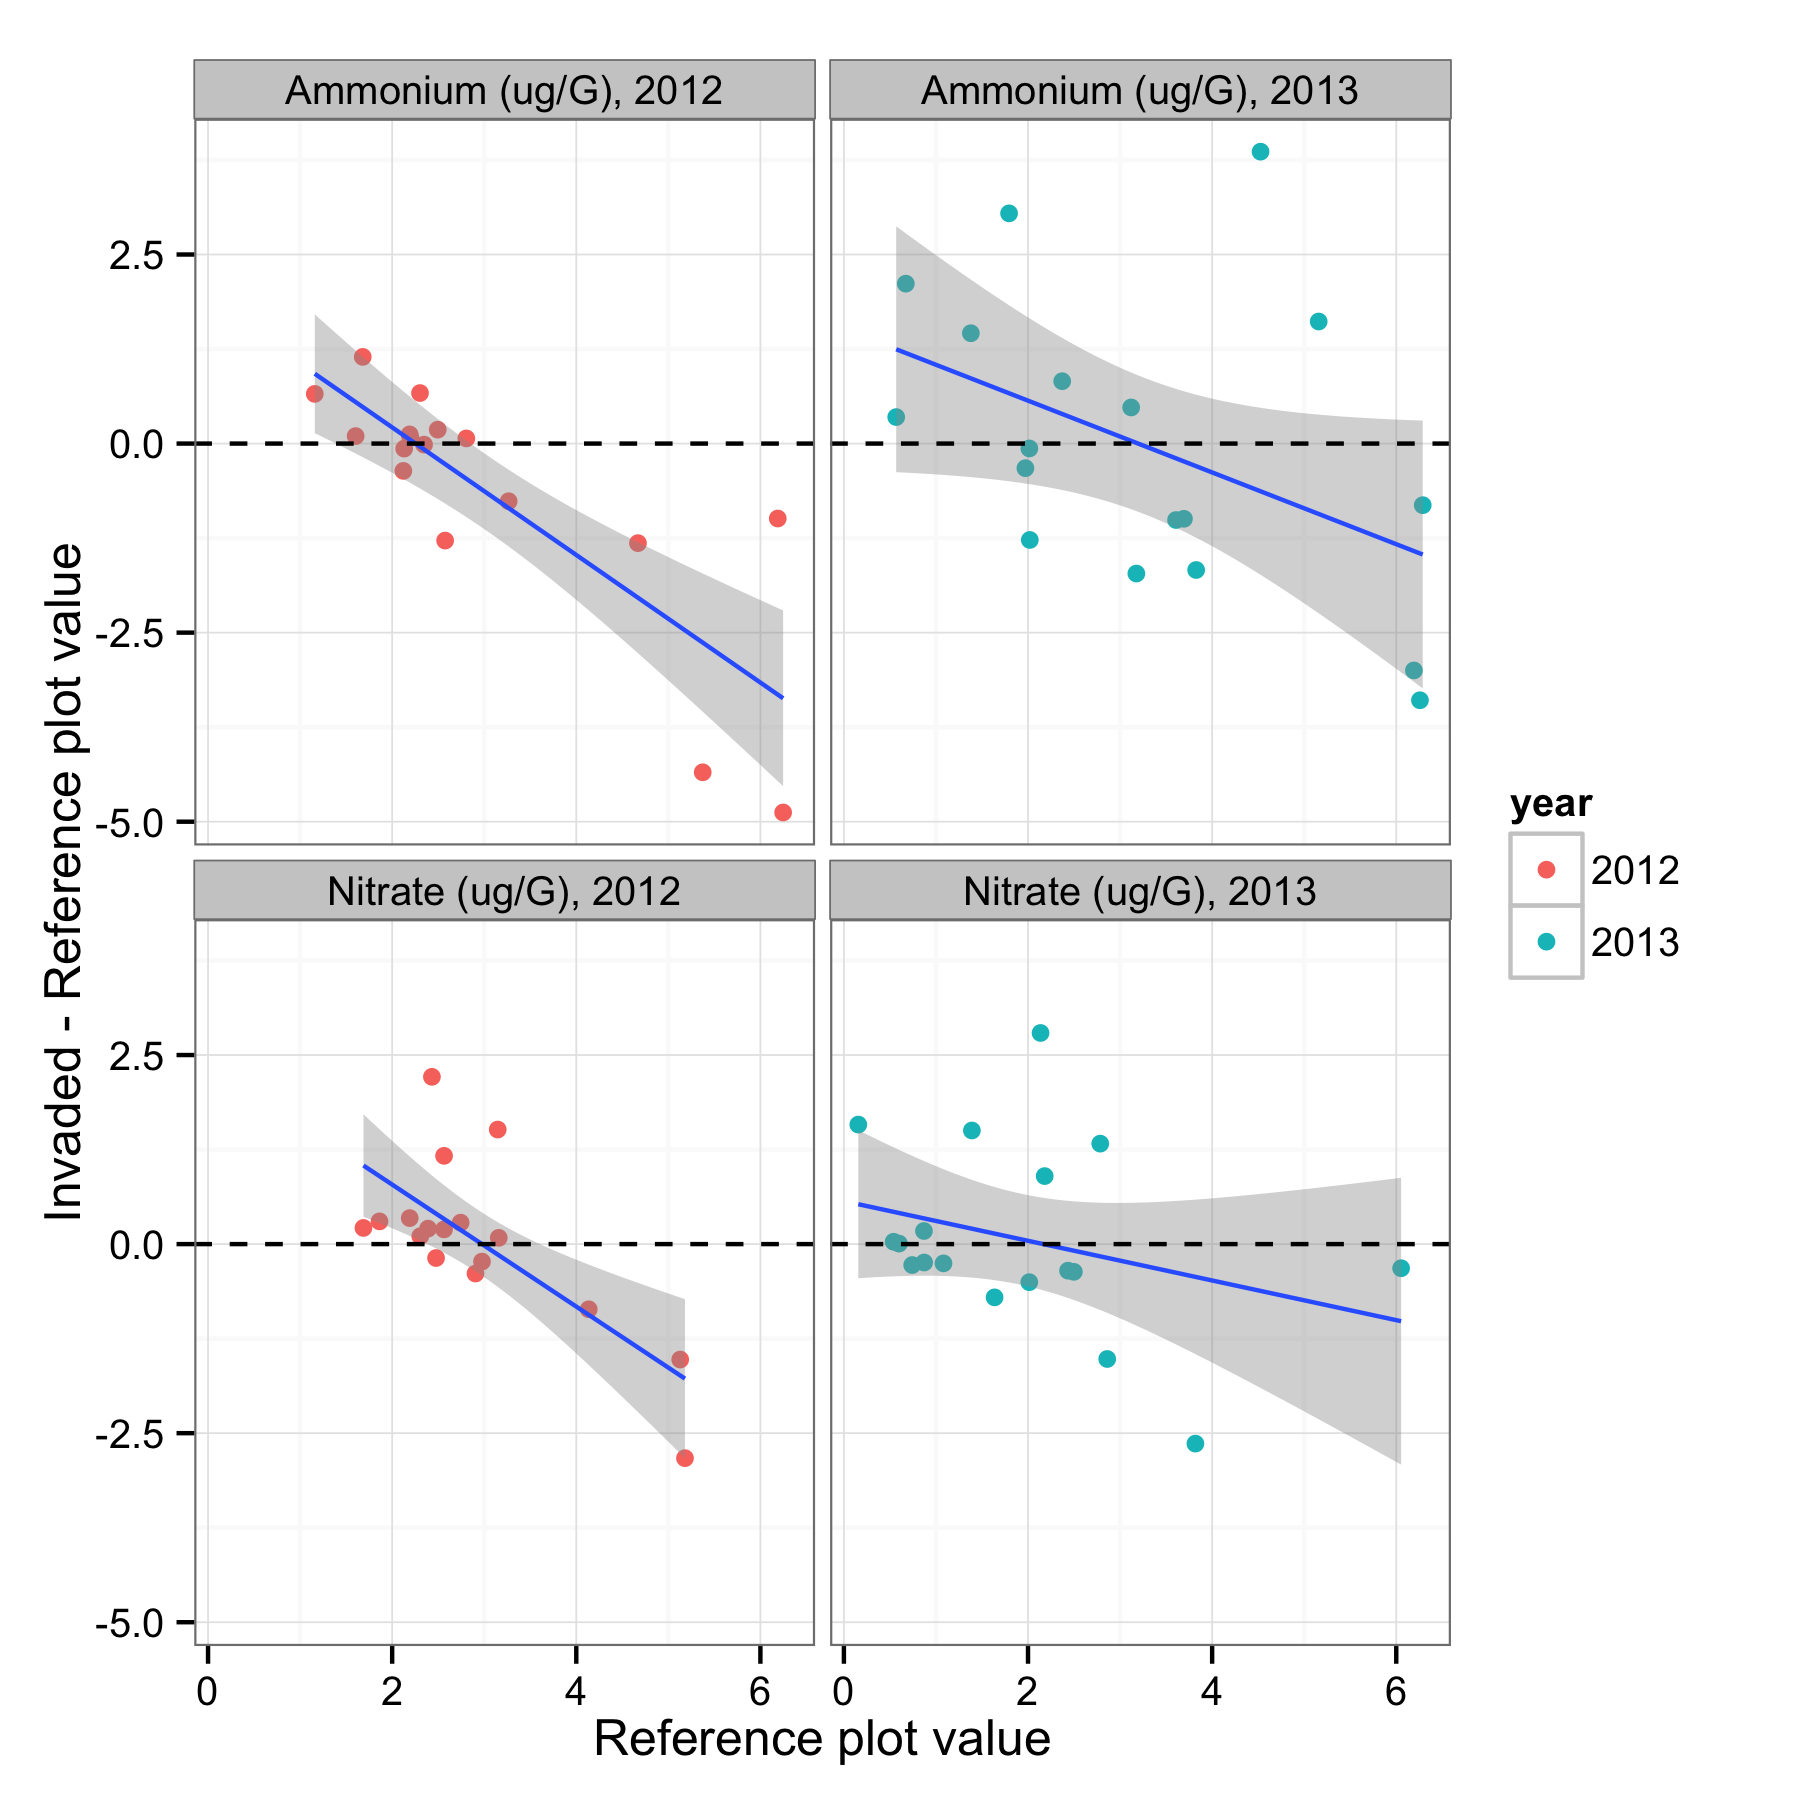 Ammonium (ug/G), 2012
Ammonium (ug/G), 2013
2.5
0.0
-2.5
-5.0
Nitrate (ug/G), 2012
Nitrate (ug/G), 2013
2.5
0.0
-2.5
-5.0
0 2 4 6
0 2 4 6
Reference plot value
Invaded - Reference plot value
year
2012
2013